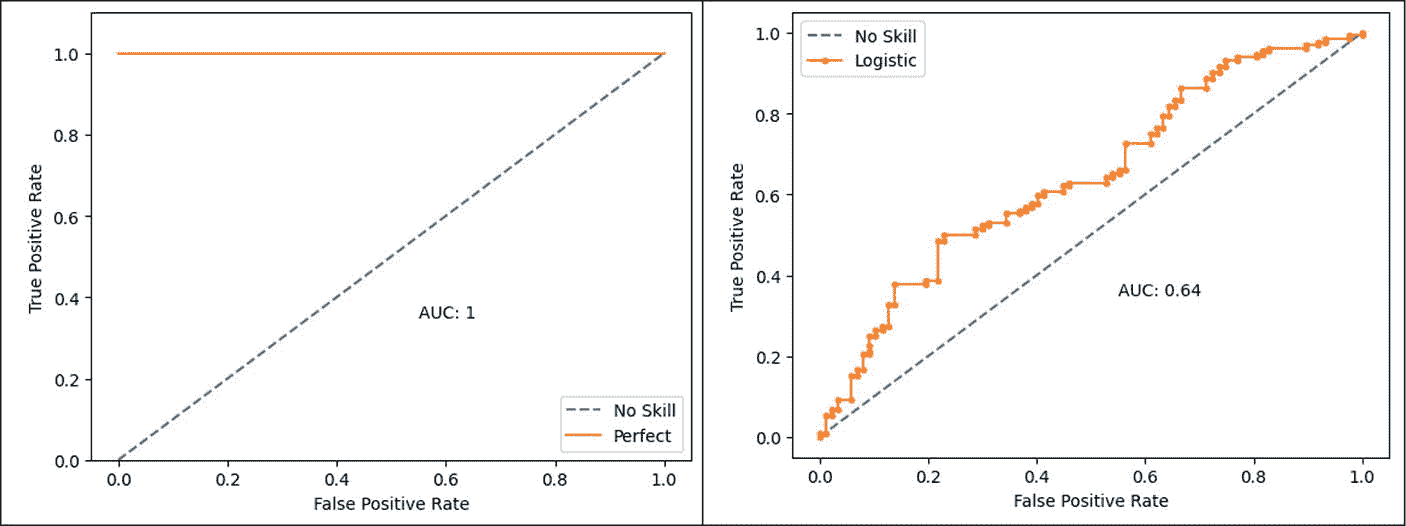 1.0
0.8
0.6
0.4
0.2
0.0
True Positive Rate
AUC: 1
No Skill
Perfect
0.0 0.2 0.4 0.6 0.8 1.0
False Positive Rate
No Skill
Logistic
1.0
0.8
0.6
0.4
0.2
0.0
True Positive Rate
AUC: 0.64
0.0 0.2 0.4 0.6 0.8 1.0
False Positive Rate